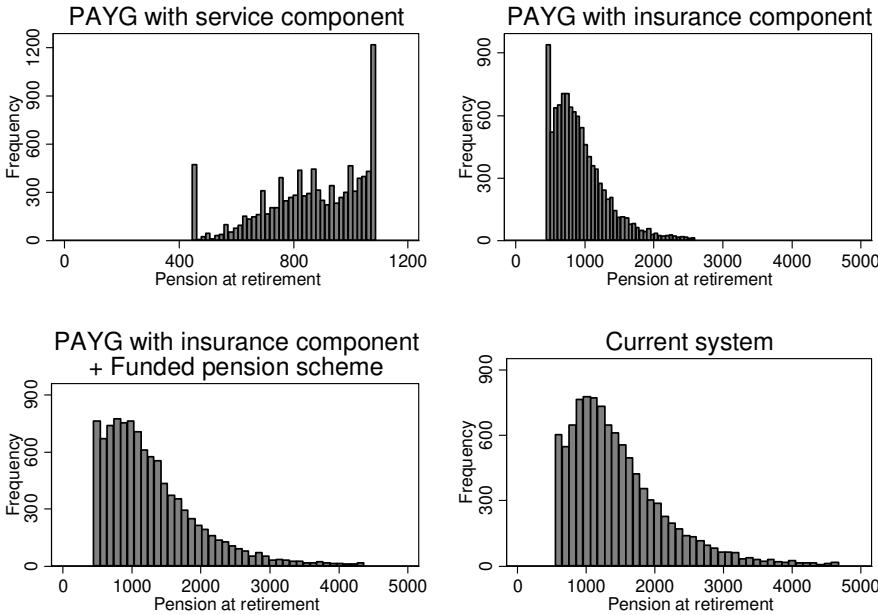 PAYG with service component
Frequency
0 300 600 900 1200
0 400 800 1200
Pension at retirement
PAYG with insurance component
Frequency
0 300 600 900
0 1000 2000 3000 4000 5000
Pension at retirement
PAYG with insurance component
+ Funded pension scheme
Frequency
0 300 600 900
0 1000 2000 3000 4000 5000
Pension at retirement
Current system
Frequency
0 300 600 900
0 1000 2000 3000 4000 5000
Pension at retirement